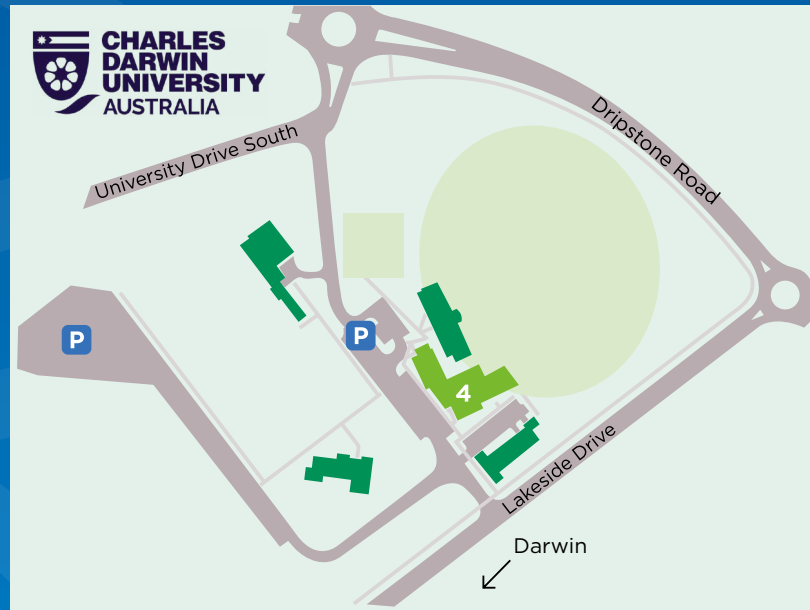 CHARLES
DARWIN
UNIVERSITY
AUSTRALIA
Dripstone Road
University Drive South
P
P
4
Lakeside Drive
Darwin